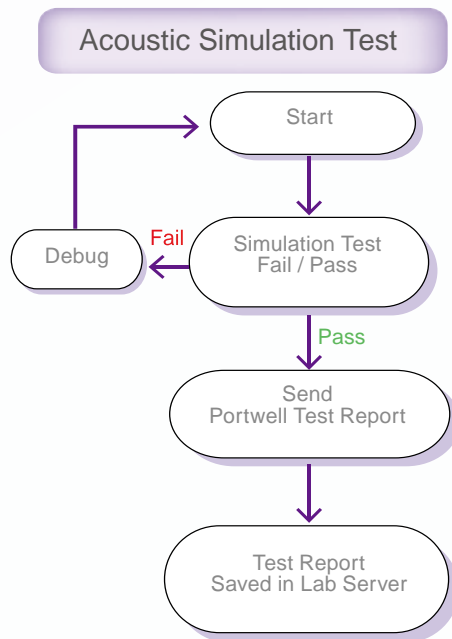 Acoustic Simulation Test
Start
Fail
Debug
Simulation Test
Fail / Pass
Pass
Send
Portwell Test Report
Test Report
Saved in Lab Server